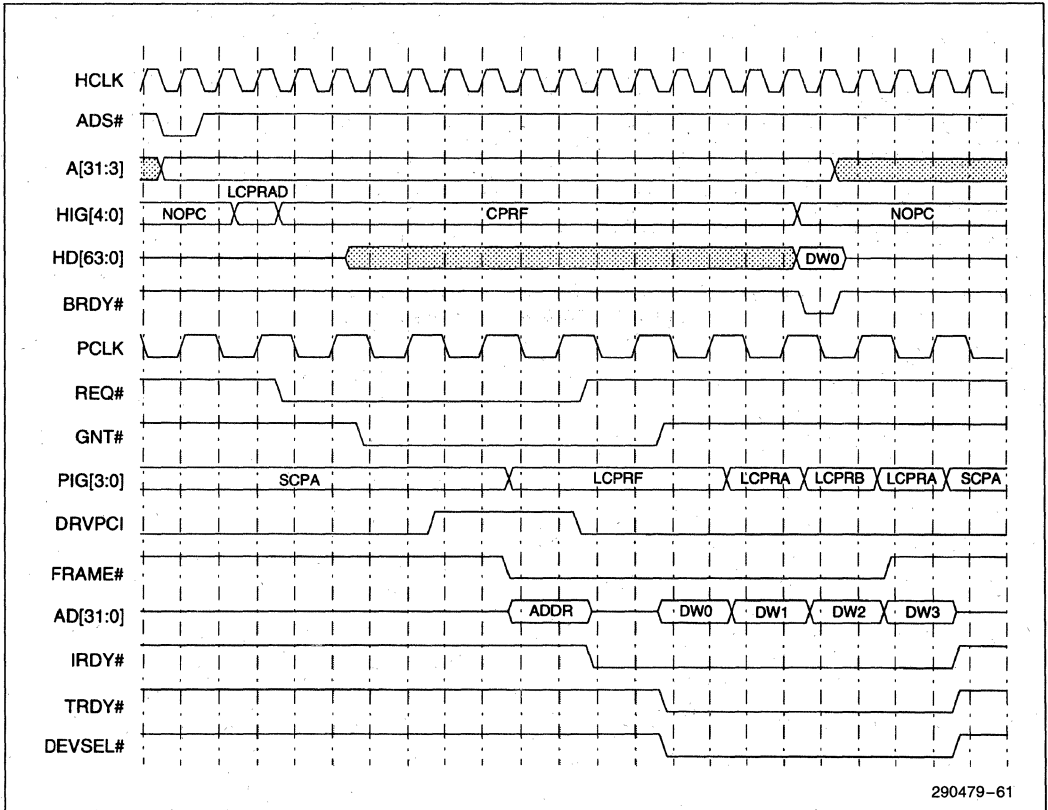 HCLK
ADS#
A[31:3]
LCPRAD
HIG[4:0] NOPC CPRF NOPC
HD[63:0] DW0
BRDY#
PCLK
REQ#
GNT#
PIG[3:0] SCPA LCPRF LCPRA LCPRB LCPRA SCPA
DRVPCI
FRAME#
AD[31:0] ADDR DW0 DW1 DW2 DW3
IRDY#
TRDY#
DEVSEL#
290479-61